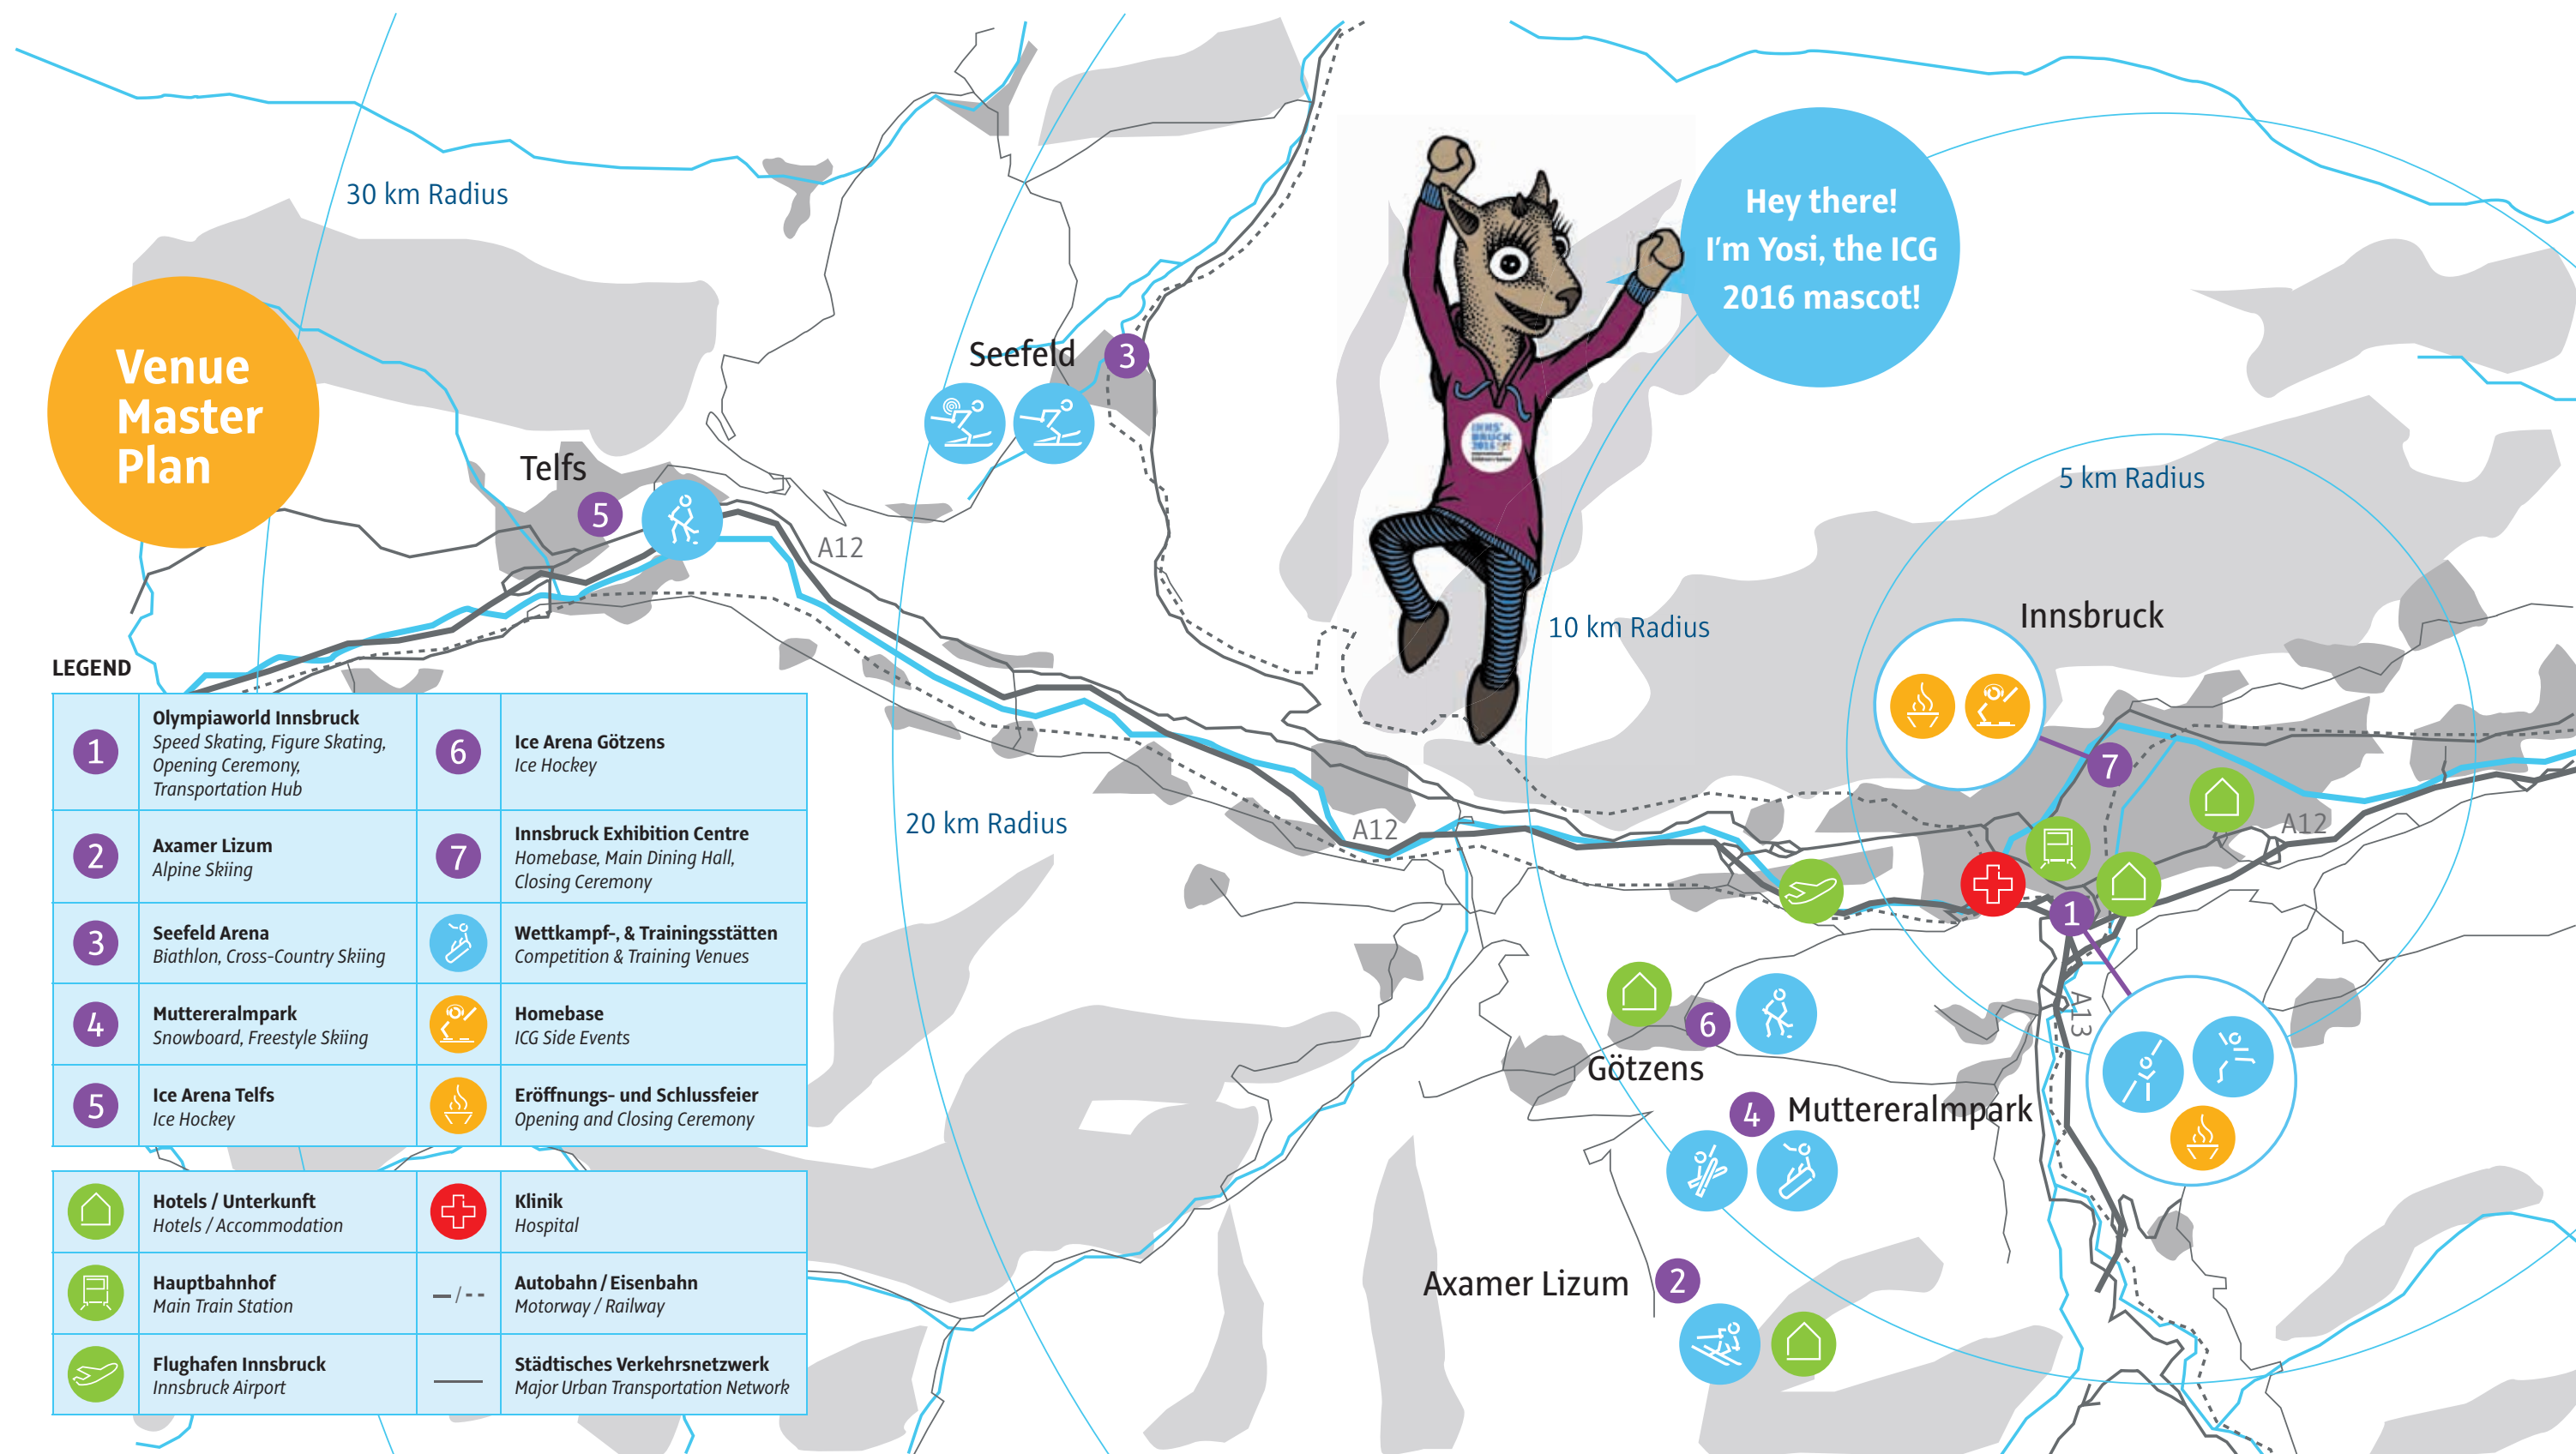 30 km Radius
Hey there!
I'm Yosi, the ICG
2016 mascot!
Venue
Master
Plan
Seefeld
3
Telfs
5
A12
5 km Radius
Innsbruck
10 km Radius
INNS'
BRUCK
2016
7
20 km Radius
A12
A12
1
A13
6
Götzens
4
Muttereralmpark
Axamer Lizum
2
LEGEND
1
Olympiaworld Innsbruck
Speed Skating, Figure Skating,
Opening Ceremony,
Transportation Hub
6
Ice Arena Götzens
Ice Hockey
2
Axamer Lizum
Alpine Skiing
7
Innsbruck Exhibition Centre
Homebase, Main Dining Hall,
Closing Ceremony
3
Seefeld Arena
Biathlon, Cross-Country Skiing
Wettkampf-, & Trainingsstätten
Competition & Training Venues
4
Muttereralmpark
Snowboard, Freestyle Skiing
Homebase
ICG Side Events
5
Ice Arena Telfs
Ice Hockey
Eröffnungs- und Schlussfeier
Opening and Closing Ceremony
Hotels / Unterkunft
Hotels / Accommodation
Klinik
Hospital
Hauptbahnhof
Main Train Station
Autobahn / Eisenbahn
Motorway / Railway
Flughafen Innsbruck
Innsbruck Airport
Städtisches Verkehrsnetzwerk
Major Urban Transportation Network